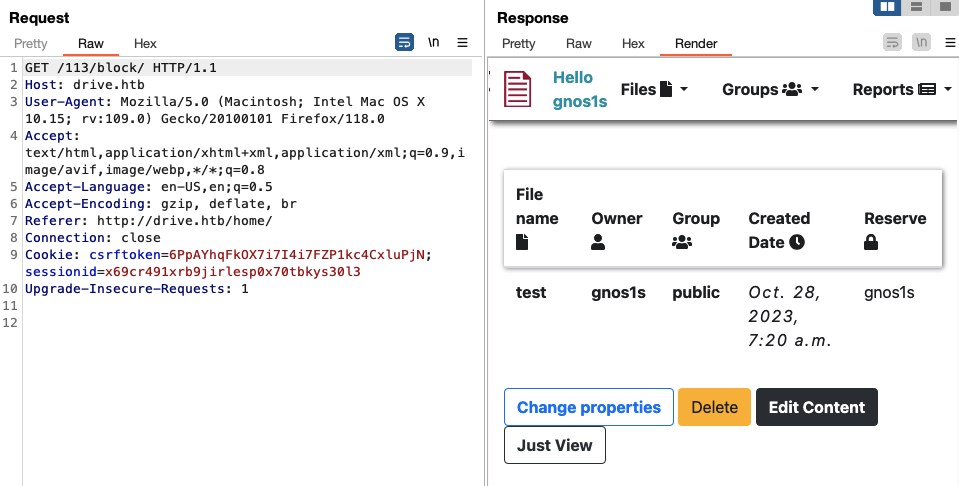 Request
Pretty Raw Hex \n
1 GET /113/block/ HTTP/1.1
2 Host: drive.htb
3 User-Agent: Mozilla/5.0 (Macintosh; Intel Mac OS X
10.15; rv:109.0) Gecko/20100101 Firefox/118.0
4 Accept:
text/html,application/xhtml+xml,application/xml;q=0.9,i
mage/avif,image/webp,*/*;q=0.8
5 Accept-Language: en-US,en;q=0.5
6 Accept-Encoding: gzip, deflate, br
7 Referer: http://drive.htb/home/
8 Connection: close
9 Cookie: csrftoken=6PpAYhqFkOX7i7I4i7FZP1kc4CxluPjN;
sessionid=x69cr491xrb9jirlesp0x70tbkys30l3
10 Upgrade-Insecure-Requests: 1
11
12
Response
Pretty Raw Hex Render \n
Hello
gnos1s
Files Groups Reports
File
name Owner Group Created
Date Reserve
test gnos1s public Oct. 28,
2023,
7:20 a.m. gnos1s
Change properties Delete Edit Content
Just View